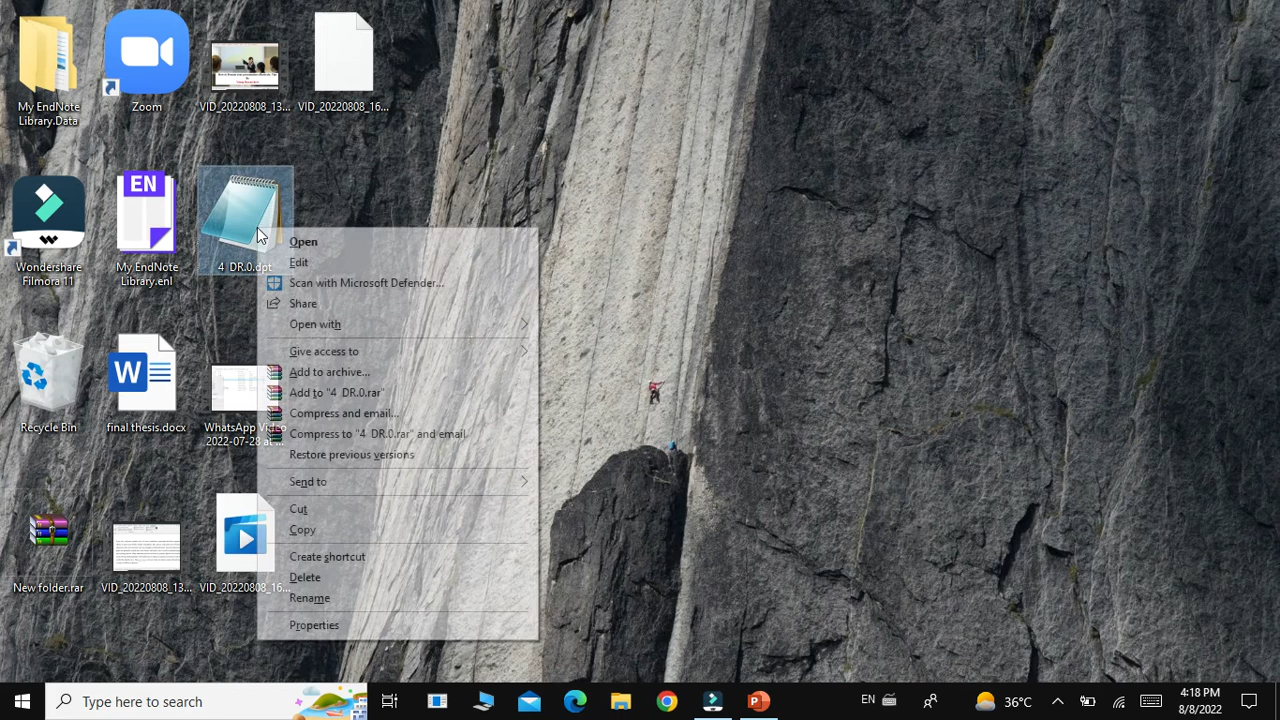 My EndNote
Library.Data
Zoom
VID_20220808_13...
VID_20220808_16...
Wondershare
Filmora 11
EN
My EndNote
Library.enl
4 DR.0.dpt
Recycle Bin
W
final thesis.docx
WhatsApp Video
2022-07-28 at ...
New folder.rar
VID_20220808_13...
VID_20220808_16...
Open
Edit
Scan with Microsoft Defender...
Share
Open with
Give access to
Add to archive...
Add to "4 DR.0.rar"
Compress and email...
Compress to "4 DR.0.rar" and email
Restore previous versions
Send to
Cut
Copy
Create shortcut
Delete
Rename
Properties
Type here to search
P
EN
36°C
4:18 PM
8/8/2022